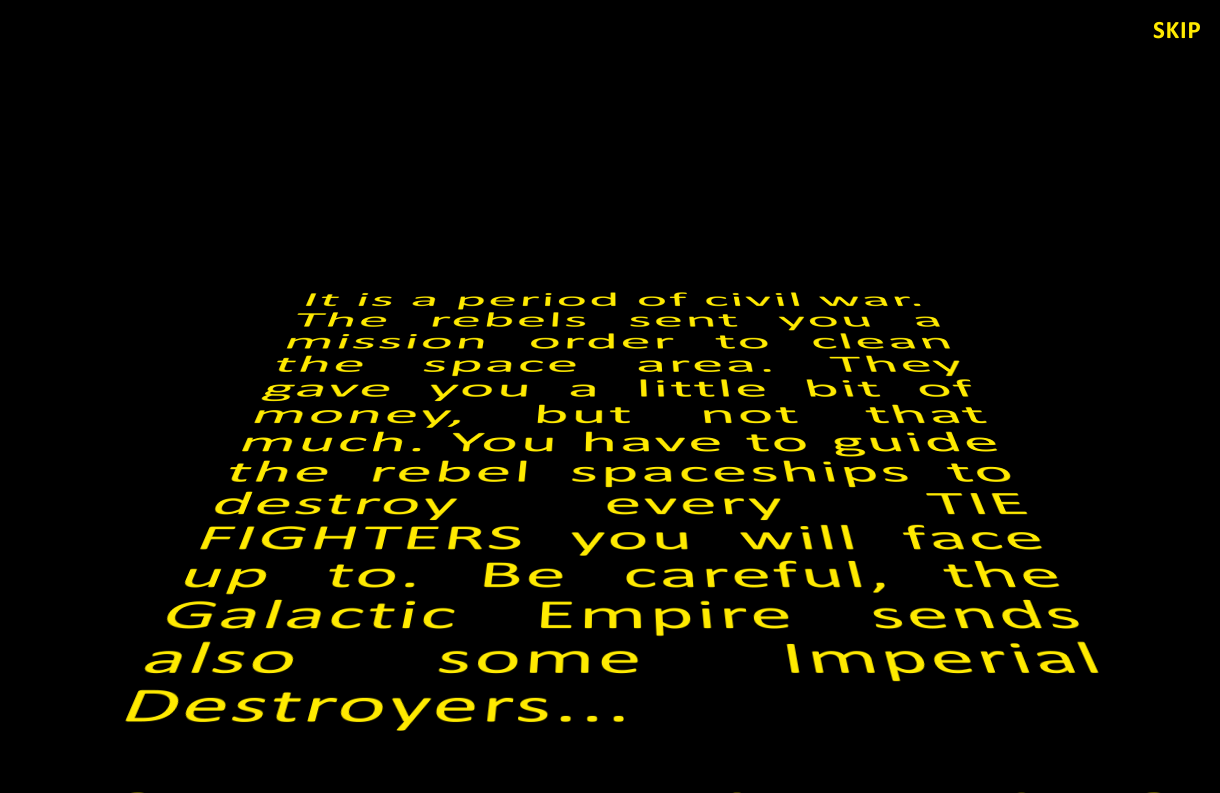 SKIP
It is a period of civil war.
The rebels sent you a
mission order to clean
the space area. They
gave you a little bit of
money, but not that
much. You have to guide
the rebel spaceships to
destroy every TIE
FIGHTERS you will face
up to. Be careful, the
Galactic Empire sends
also some Imperial
Destroyers...